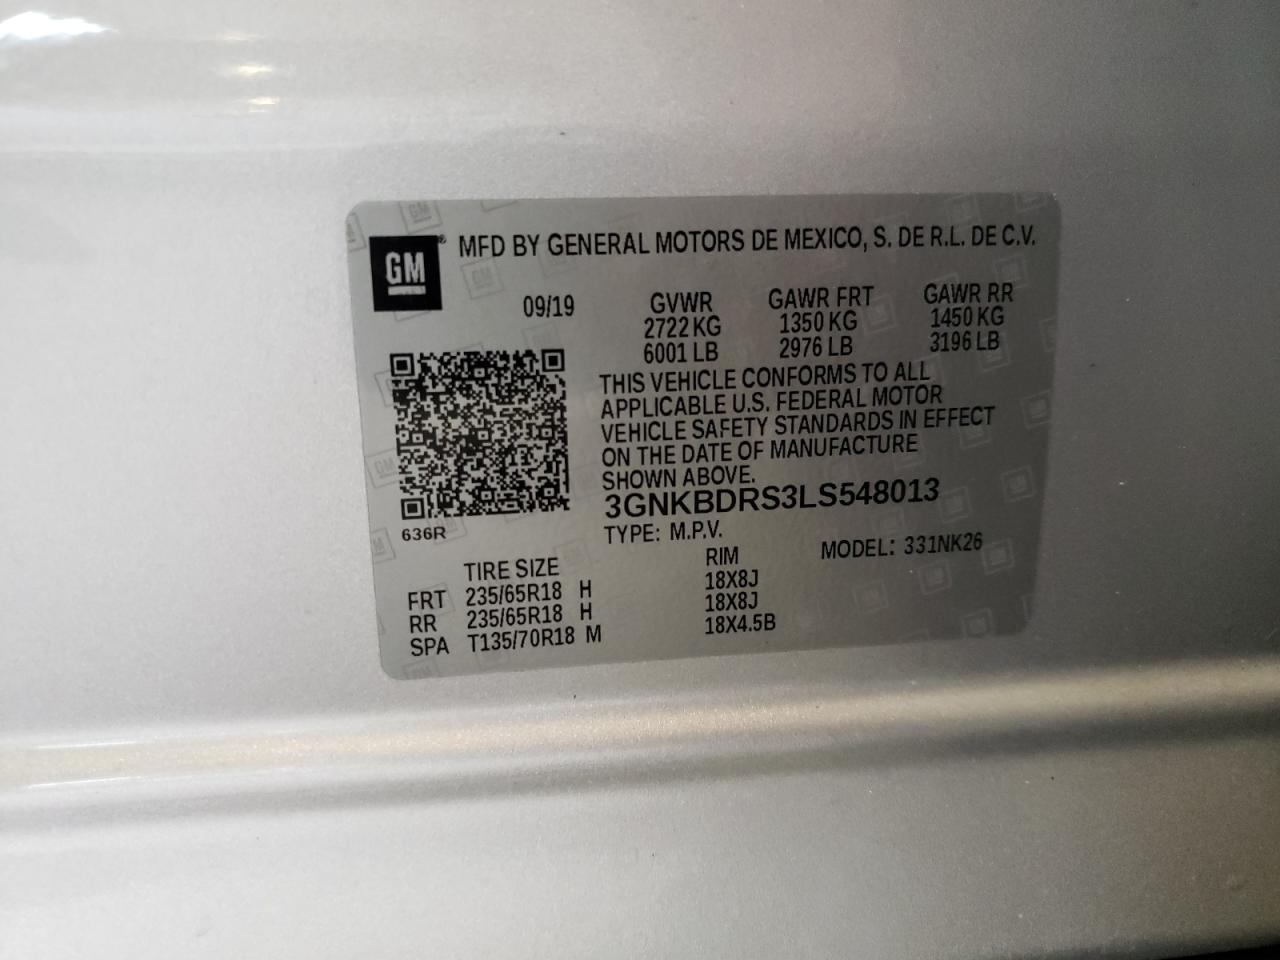 GM
MFD BY GENERAL MOTORS DE MEXICO, S. DE R.L. DE C.V.
09/19 GVWR GAWR FRT GAWR RR
2722 KG 1350 KG 1450 KG
6001 LB 2976 LB 3196 LB
THIS VEHICLE CONFORMS TO ALL
APPLICABLE U.S. FEDERAL MOTOR
VEHICLE SAFETY STANDARDS IN EFFECT
ON THE DATE OF MANUFACTURE
SHOWN ABOVE.
3GNKBDRS3LS548013
636R
TYPE: M.P.V.
MODEL: 331NK26
TIRE SIZE RIM
FRT 235/65R18 H 18X8J
RR 235/65R18 H 18X8J
SPA T135/70R18 M 18X4.5B